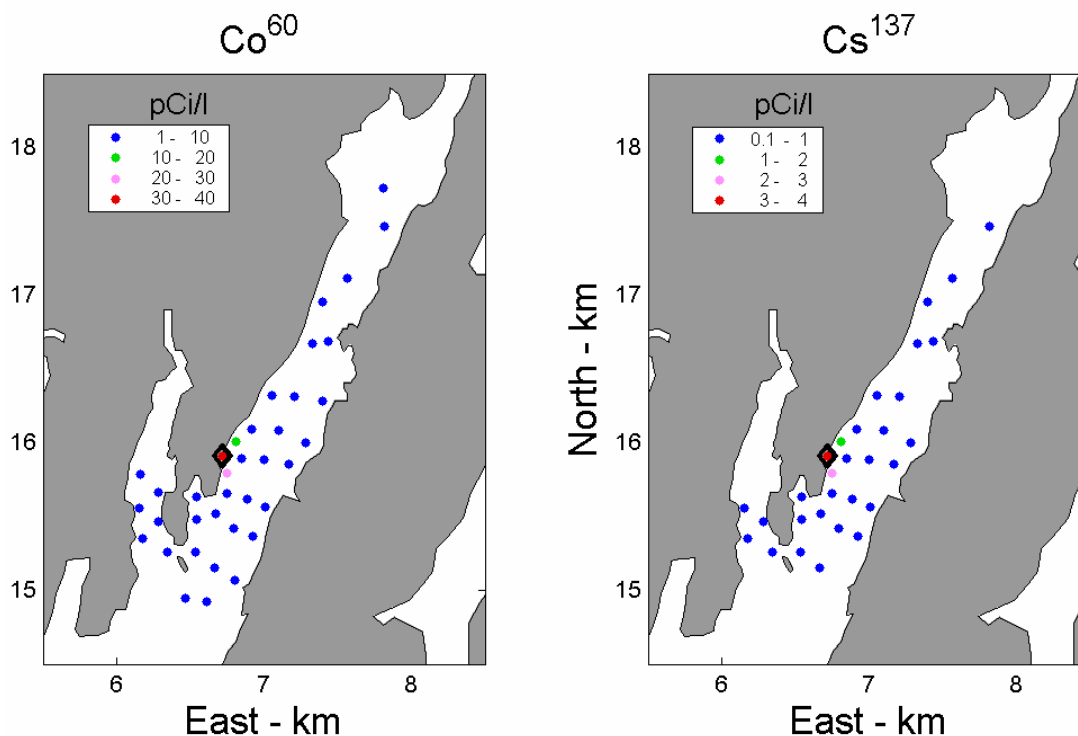 Co60
pCi/l
1 - 10
10 - 20
20 - 30
30 - 40
18
17
16
15
6
7
8
East - km
Cs137
pCi/l
0.1 - 1
1 - 2
2 - 3
3 - 4
North - km
18
17
16
15
6
7
8
East - km